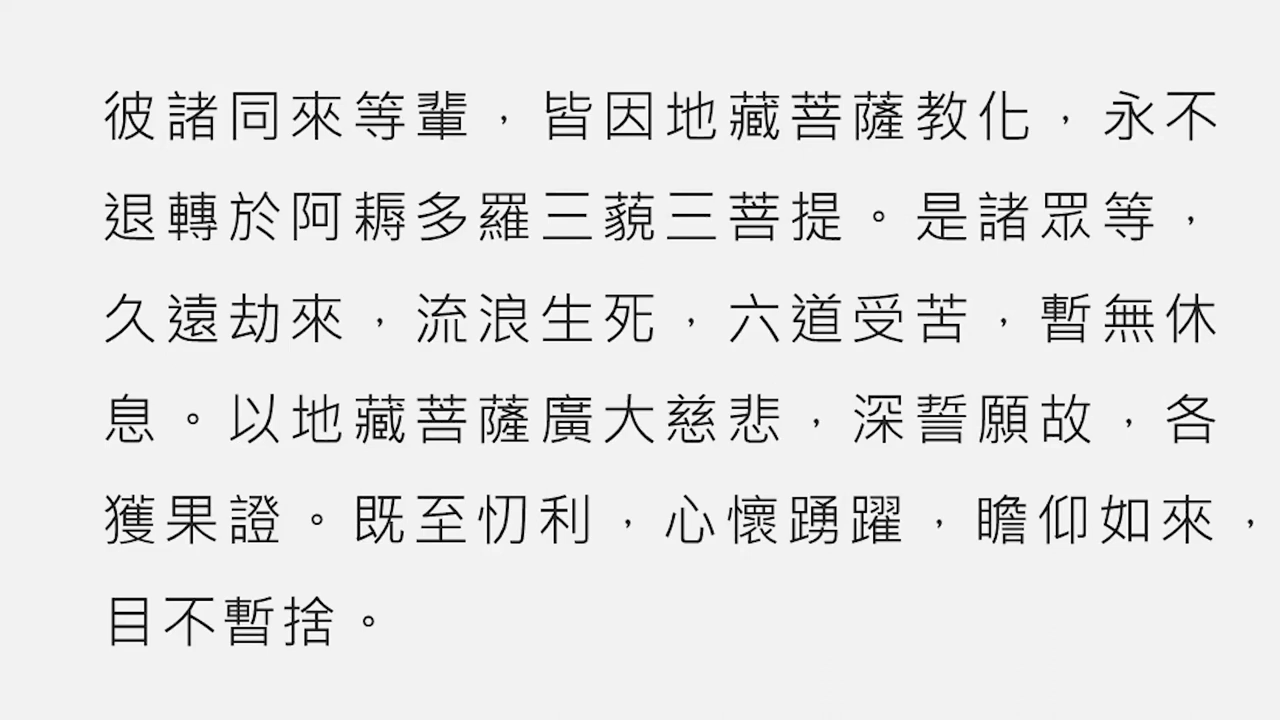 彼諸同來等輩，皆因地藏菩薩教化，永不
退轉於阿耨多羅三藐三菩提。是諸眾等，
久遠劫來，流浪生死，六道受苦，暫無休
息。以地藏菩薩廣大慈悲，深誓願故，各
獲果證。既至忉利，心懷踴躍，瞻仰如來，
目不暫捨。